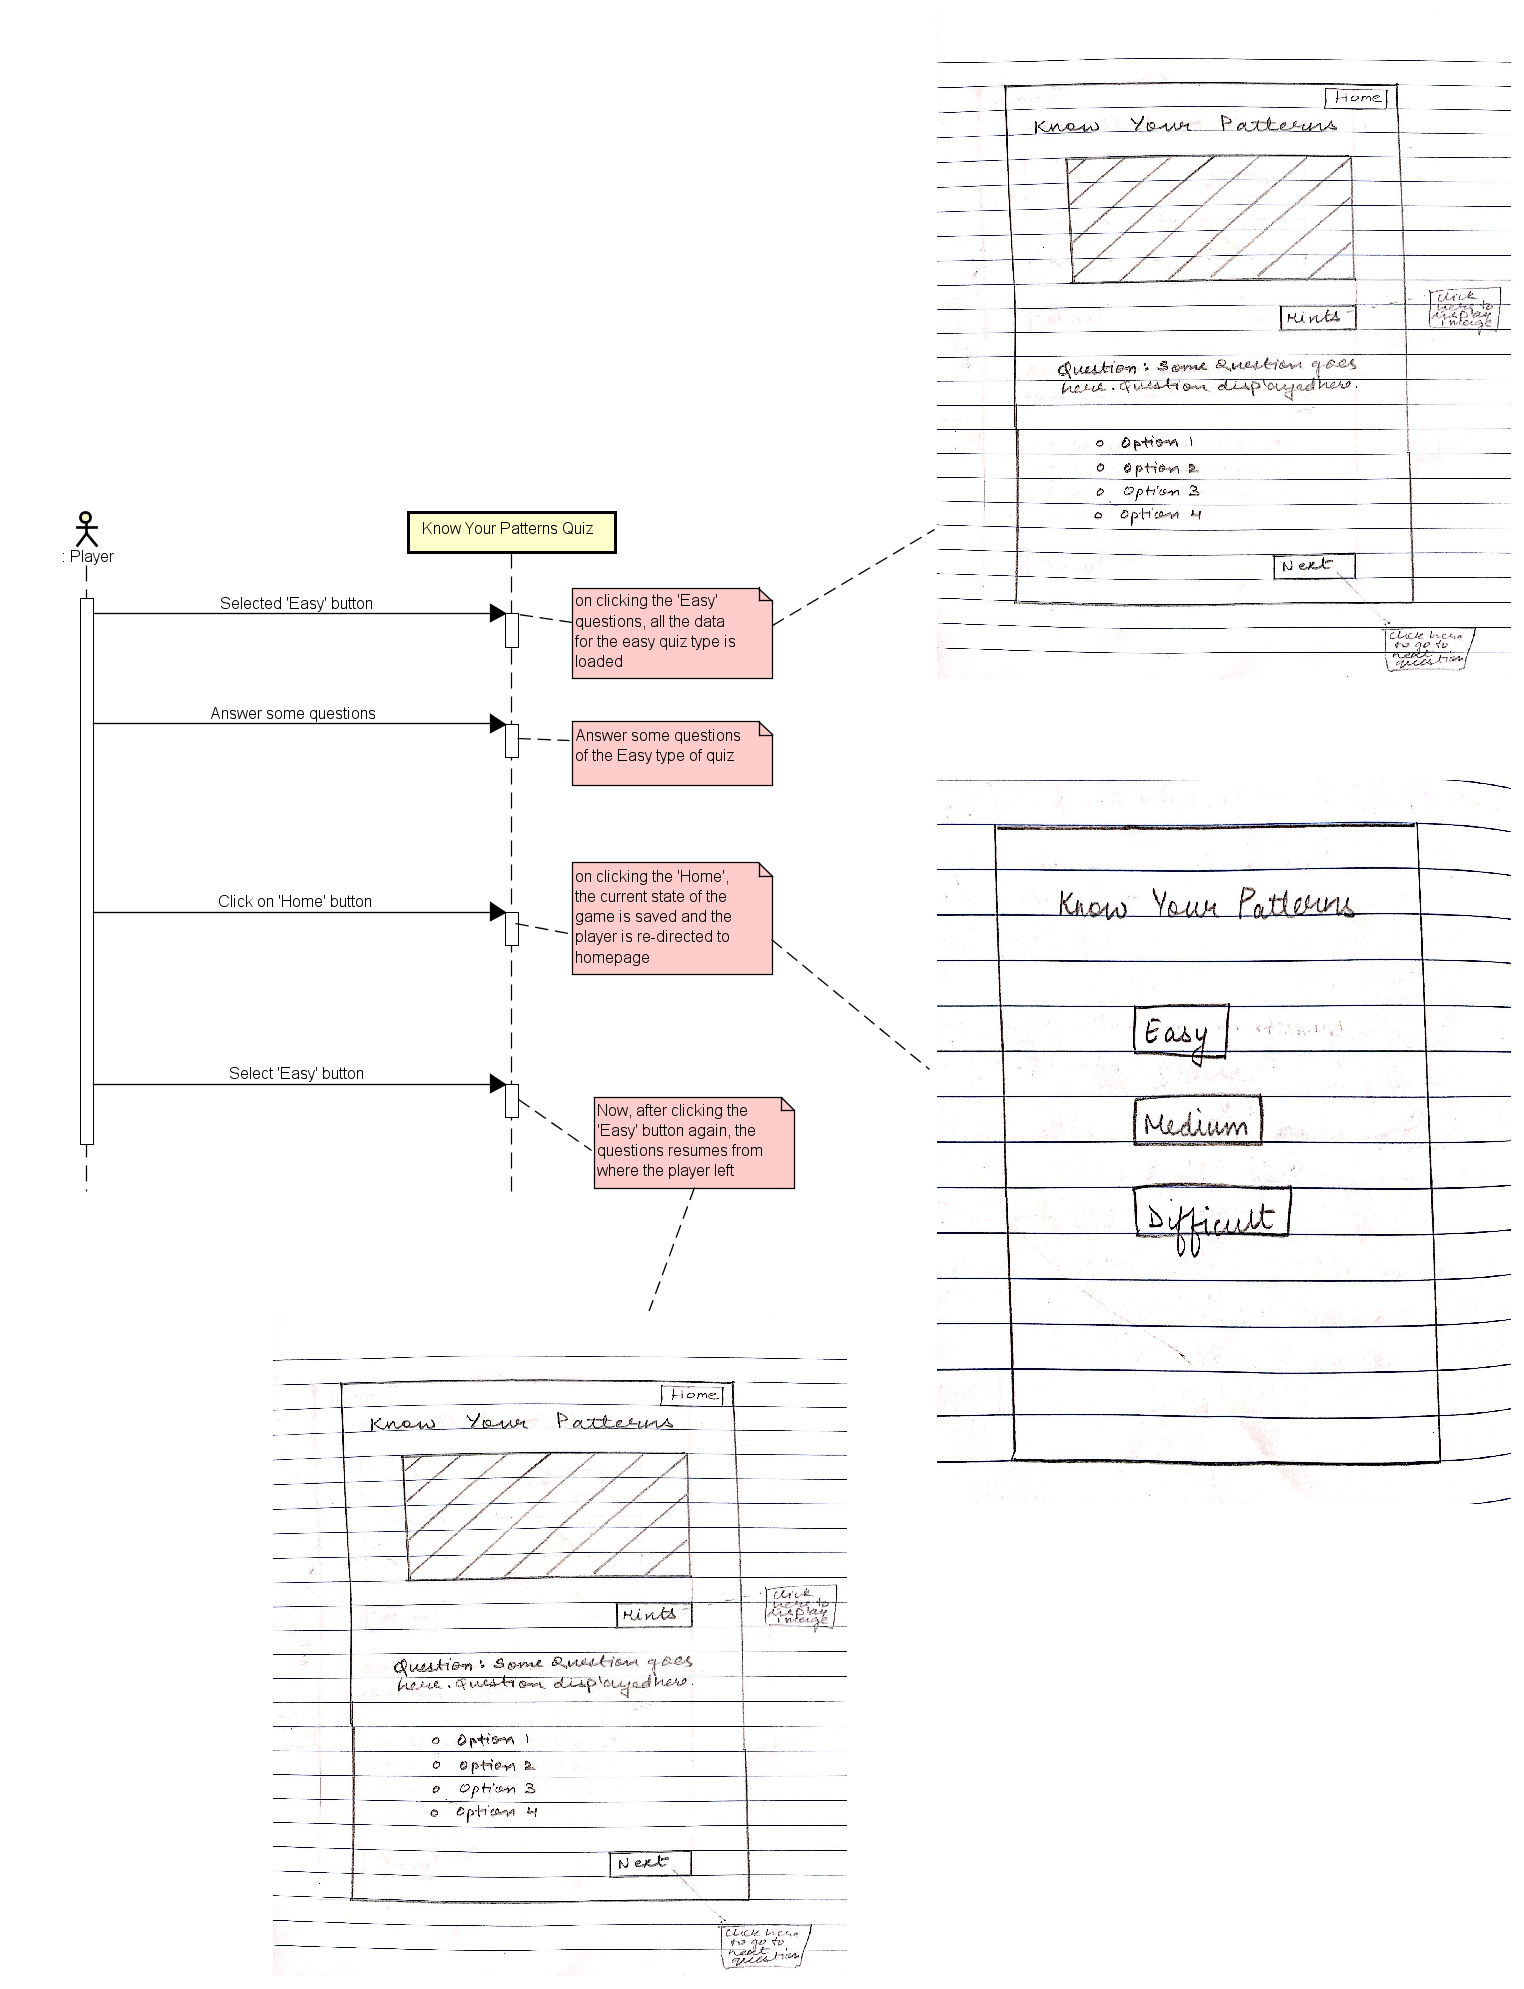 Home
Know Your Patterns
Hints
click
here to
display
image
Question: Some Question goes
here. Question displayed here.
Option 1
Option 2
Option 3
Option 4
Next
click here
to go to
next
question
: Player
Know Your Patterns Quiz
Selected 'Easy' button
on clicking the 'Easy'
questions, all the data
for the easy quiz type is
loaded
Answer some questions
Answer some questions
of the Easy type of quiz
Click on 'Home' button
on clicking the 'Home',
the current state of the
game is saved and the
player is re-directed to
homepage
Select 'Easy' button
Now, after clicking the
'Easy' button again, the
questions resumes from
where the player left
Know Your Patterns
Easy
Medium
Difficult
Home
Know Your Patterns
Hints
click
here to
display
image
Question: Some Question goes
here. Question displayed here.
Option 1
Option 2
Option 3
Option 4
Next
click here
to go to
next
question